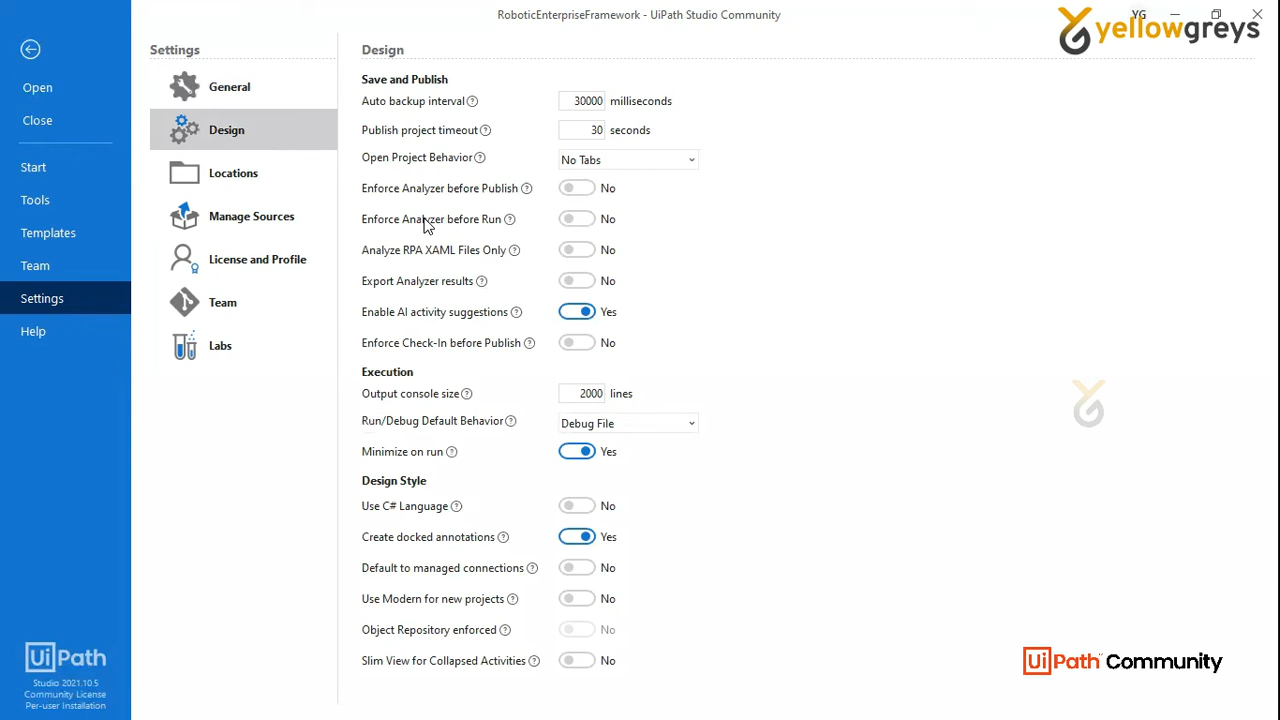 RoboticEnterpriseFramework - UiPath Studio Community
YG
yellowgreys
Open
Close
Start
Tools
Templates
Team
Settings
Help
UiPath
Studio 2021.10.5
Community License
Per-user Installation
Settings
General
Design
Locations
Manage Sources
License and Profile
Team
Labs
Design
Save and Publish
Auto backup interval ? 30000 milliseconds
Publish project timeout ? 30 seconds
Open Project Behavior ? No Tabs
Enforce Analyzer before Publish ? No
Enforce Analyzer before Run ? No
Analyze RPA XAML Files Only ? No
Export Analyzer results ? No
Enable AI activity suggestions ? Yes
Enforce Check-In before Publish ? No
Execution
Output console size ? 2000 lines
Run/Debug Default Behavior ? Debug File
Minimize on run ? Yes
Design Style
Use C# Language ? No
Create docked annotations ? Yes
Default to managed connections ? No
Use Modern for new projects ? No
Object Repository enforced ? No
Slim View for Collapsed Activities ? No
UiPath Community